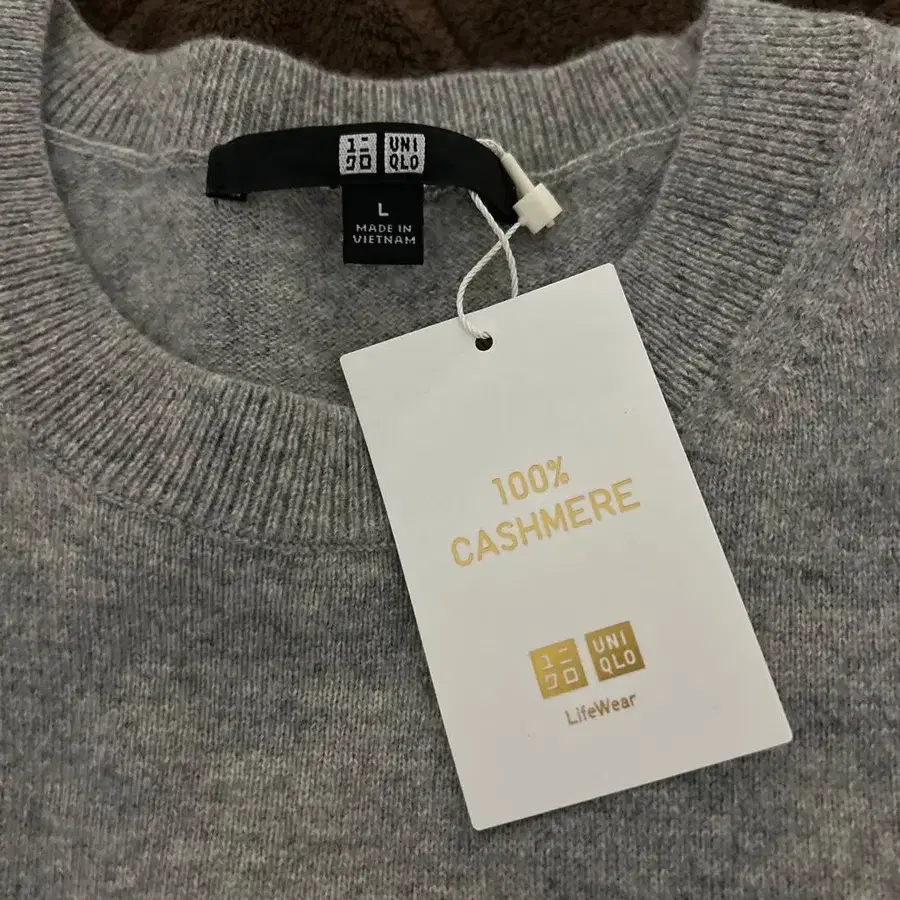 ユニ UNI
クロ QLO
L
MADE IN
VIETNAM
100%
CASHMERE
ユニ UNI
クロ QLO
LifeWear